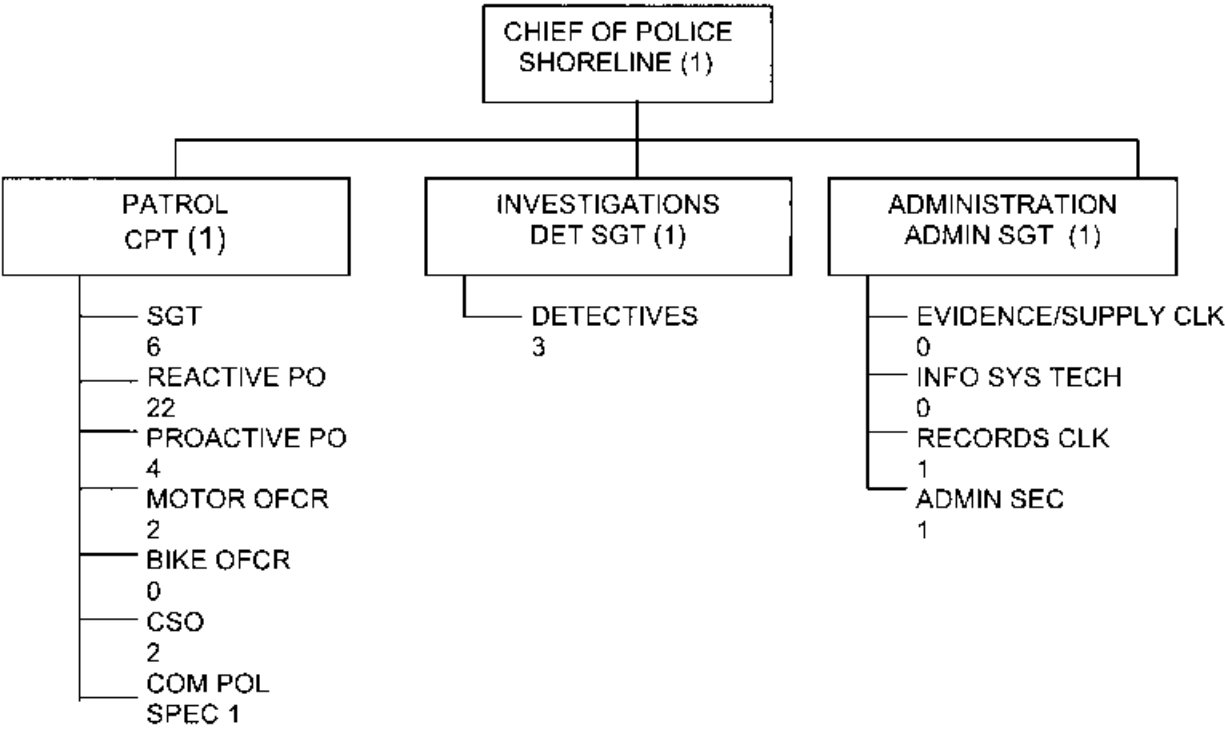 CHIEF OF POLICE
SHORELINE (1)
PATROL
CPT (1)
INVESTIGATIONS
DET SGT (1)
ADMINISTRATION
ADMIN SGT (1)
SGT
6
REACTIVE PO
22
PROACTIVE PO
4
MOTOR OFCR
2
BIKE OFCR
0
CSO
2
COM POL
SPEC 1
DETECTIVES
3
EVIDENCE/SUPPLY CLK
0
INFO SYS TECH
0
RECORDS CLK
1
ADMIN SEC
1